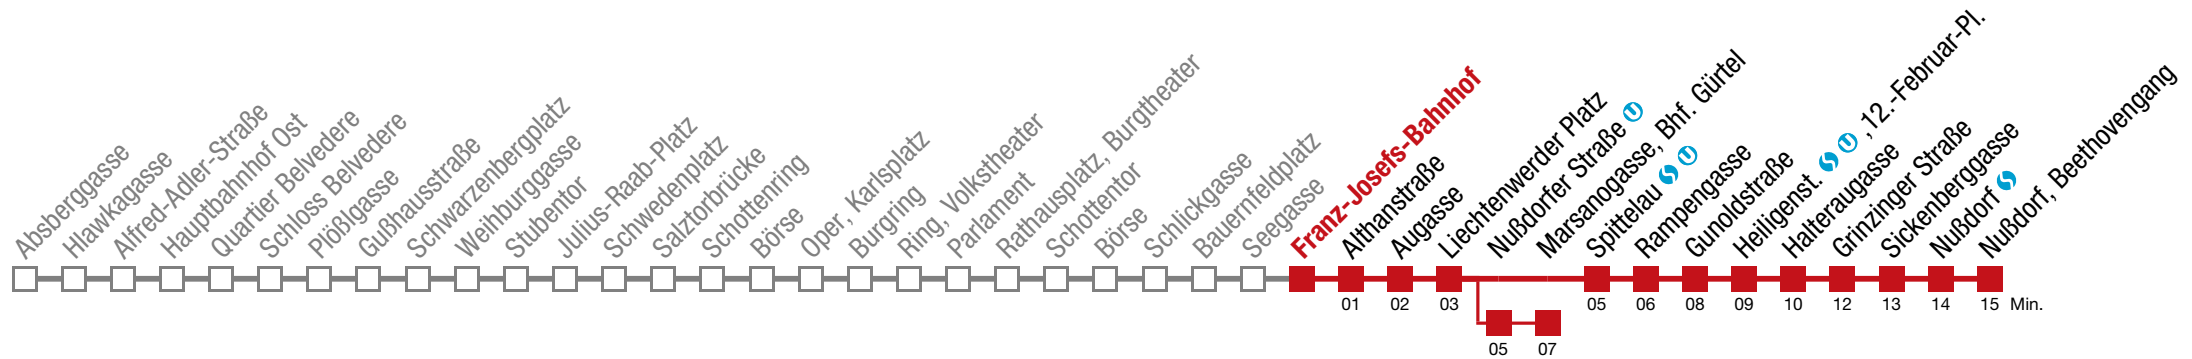 Absberggasse
Hlawkagasse
Alfred-Adler-Straße
Hauptbahnhof Ost
Quartier Belvedere
Schloss Belvedere
Plößlgasse
Gußhausstraße
Schwarzenbergplatz
Weihburggasse
Stubentor
Julius-Raab-Platz
Schwedenplatz
Salztorbrücke
Schottenring
Börse
Oper, Karlsplatz
Burgring
Ring, Volkstheater
Parlament
Rathausplatz, Burgtheater
Schottentor
Börse
Schlickgasse
Bauernfeldplatz
Seegasse
Franz-Josefs-Bahnhof
Althanstraße
Augasse
Liechtenwerder Platz
Nußdorfer Straße U
Marsanogasse, Bhf. Gürtel
Spittelau S U
Rampengasse
Gunoldstraße
Heiligenst. S U ,12.-Februar-Pl.
Halteraugasse
Grinzinger Straße
Sickenberggasse
Nußdorf S
Nußdorf, Beethovengang
01 02 03 05 06 08 09 10 12 13 14 15 Min.
05 07